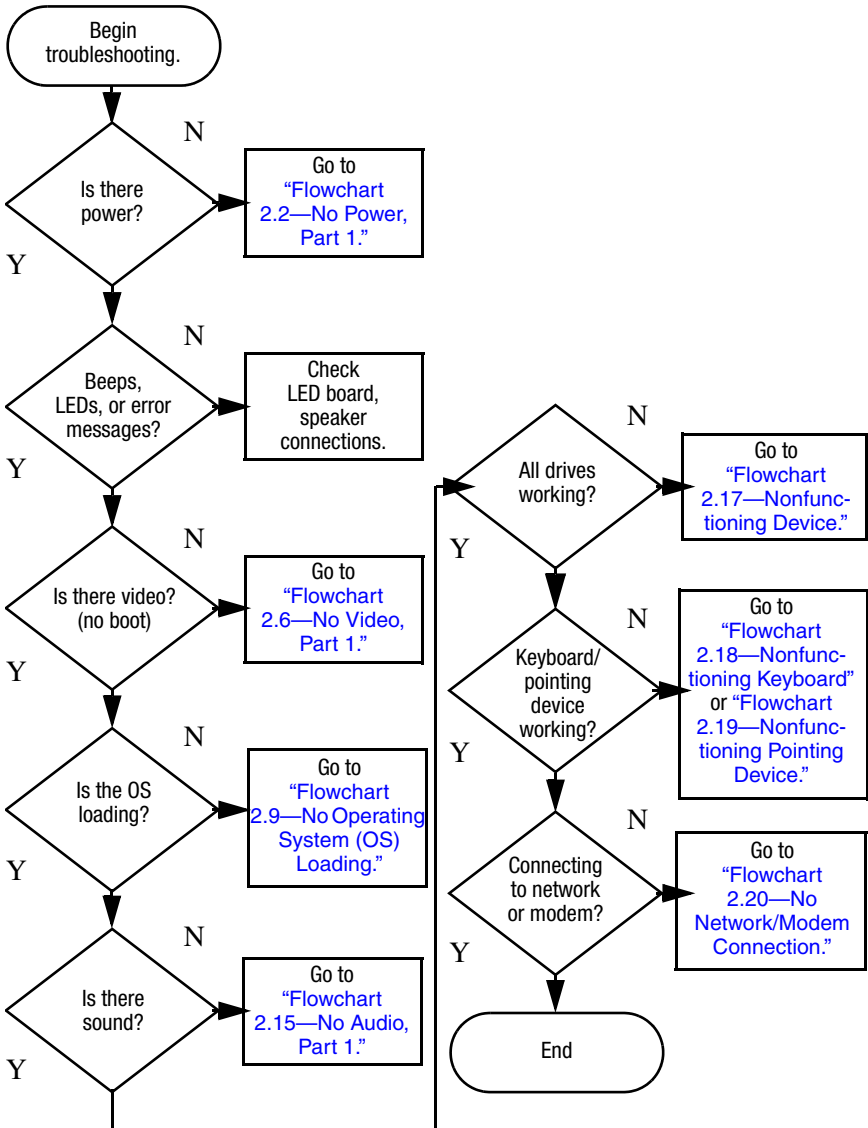 Begin
troubleshooting.
N
Is there
power?
Go to
“Flowchart
2.2—No Power,
Part 1.”
Y
N
Beeps,
LEDs, or error
messages?
Check
LED board,
speaker
connections.
Y
N
Is there video?
(no boot)
Go to
“Flowchart
2.6—No Video,
Part 1.”
Y
N
Is the OS
loading?
Go to
“Flowchart
2.9—No Operating
System (OS)
Loading.”
Y
N
Is there
sound?
Go to
“Flowchart
2.15—No Audio,
Part 1.”
Y
N
All drives
working?
Go to
“Flowchart
2.17—Nonfunc-
tioning Device.”
Y
N
Keyboard/
pointing
device
working?
Go to
“Flowchart
2.18—Nonfunc-
tioning Keyboard”
or “Flowchart
2.19—Nonfunc-
tioning Pointing
Device.”
Y
N
Connecting
to network
or modem?
Go to
“Flowchart
2.20—No
Network/Modem
Connection.”
Y
End